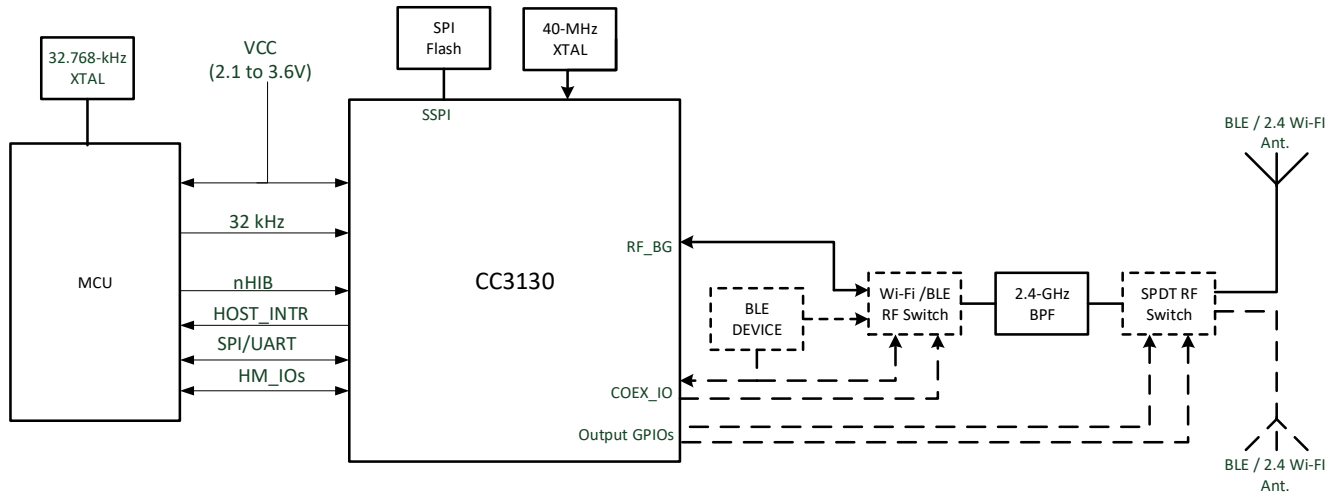 SPI
Flash
40-MHz
XTAL
32.768-kHz
XTAL
VCC
(2.1 to 3.6V)
SSPI
BLE / 2.4 Wi-FI
Ant.
32 kHz
RF_BG
MCU
nHIB
CC3130
HOST_INTR
SPI/UART
HM_IOs
BLE
DEVICE
Wi-Fi /BLE
RF Switch
2.4-GHz
BPF
SPDT RF
Switch
COEX_IO
Output GPIOs
BLE / 2.4 Wi-FI
Ant.